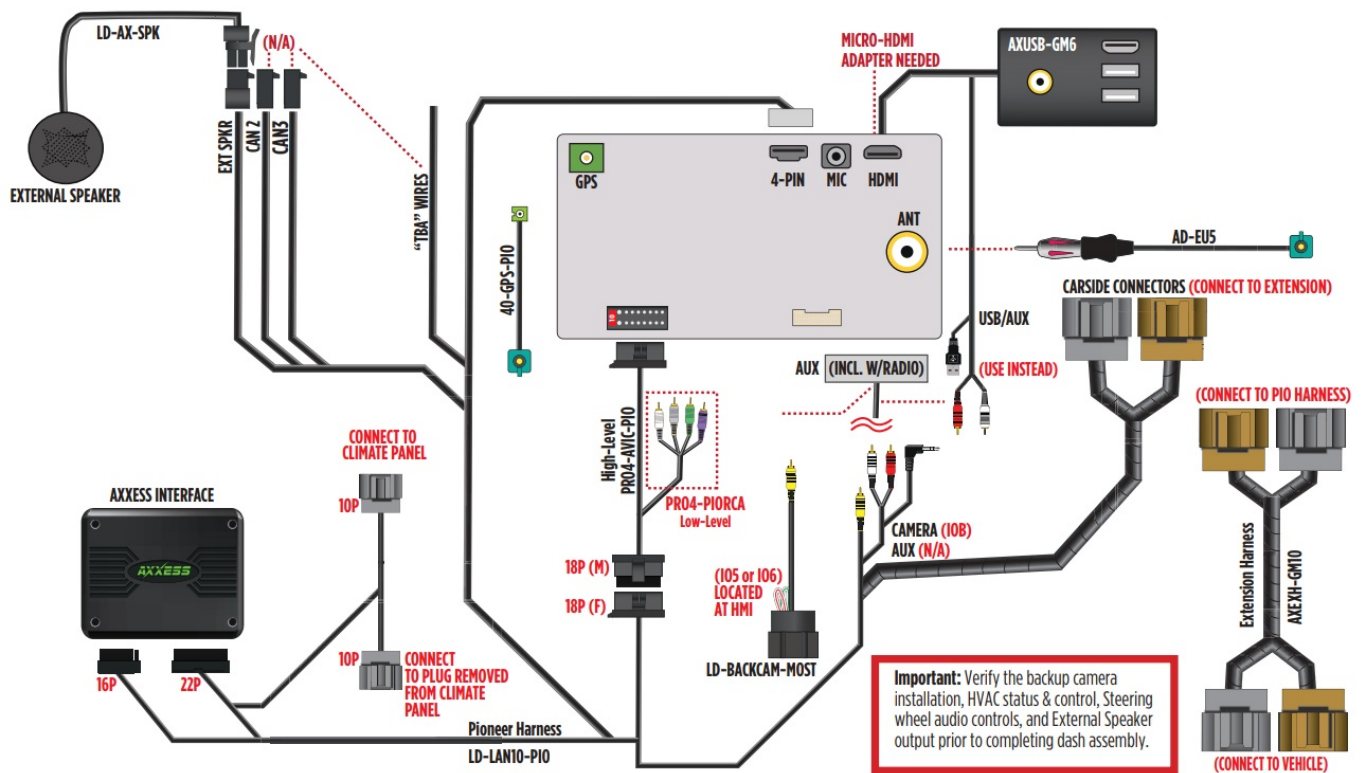 LD-AX-SPK
(N/A)
EXTERNAL SPEAKER
EXT SPKR
CAN 2
CAN3
"TBA" WIRES
MICRO-HDMI
ADAPTER NEEDED
AXUSB-GM6
GPS
4-PIN
MIC
HDMI
ANT
40-GPS-PIO
10
AD-EU5
CARSIDE CONNECTORS (CONNECT TO EXTENSION)
USB/AUX
(USE INSTEAD)
AUX (INCL. W/RADIO)
(CONNECT TO PIO HARNESS)
High-Level
PRO4-AVIC-PIO
PRO4-PIORCA
Low-Level
CONNECT TO
CLIMATE PANEL
10P
AXXESS INTERFACE
AXXESS
16P
22P
10P
CONNECT
TO PLUG REMOVED
FROM CLIMATE
PANEL
18P (M)
18P (F)
CAMERA (IOB)
AUX (N/A)
(IO5 or IO6)
LOCATED
AT HMI
LD-BACKCAM-MOST
Extension Harness
AXEXH-GM10
Pioneer Harness
LD-LAN10-PIO
Important: Verify the backup camera
installation, HVAC status & control, Steering
wheel audio controls, and External Speaker
output prior to completing dash assembly.
(CONNECT TO VEHICLE)